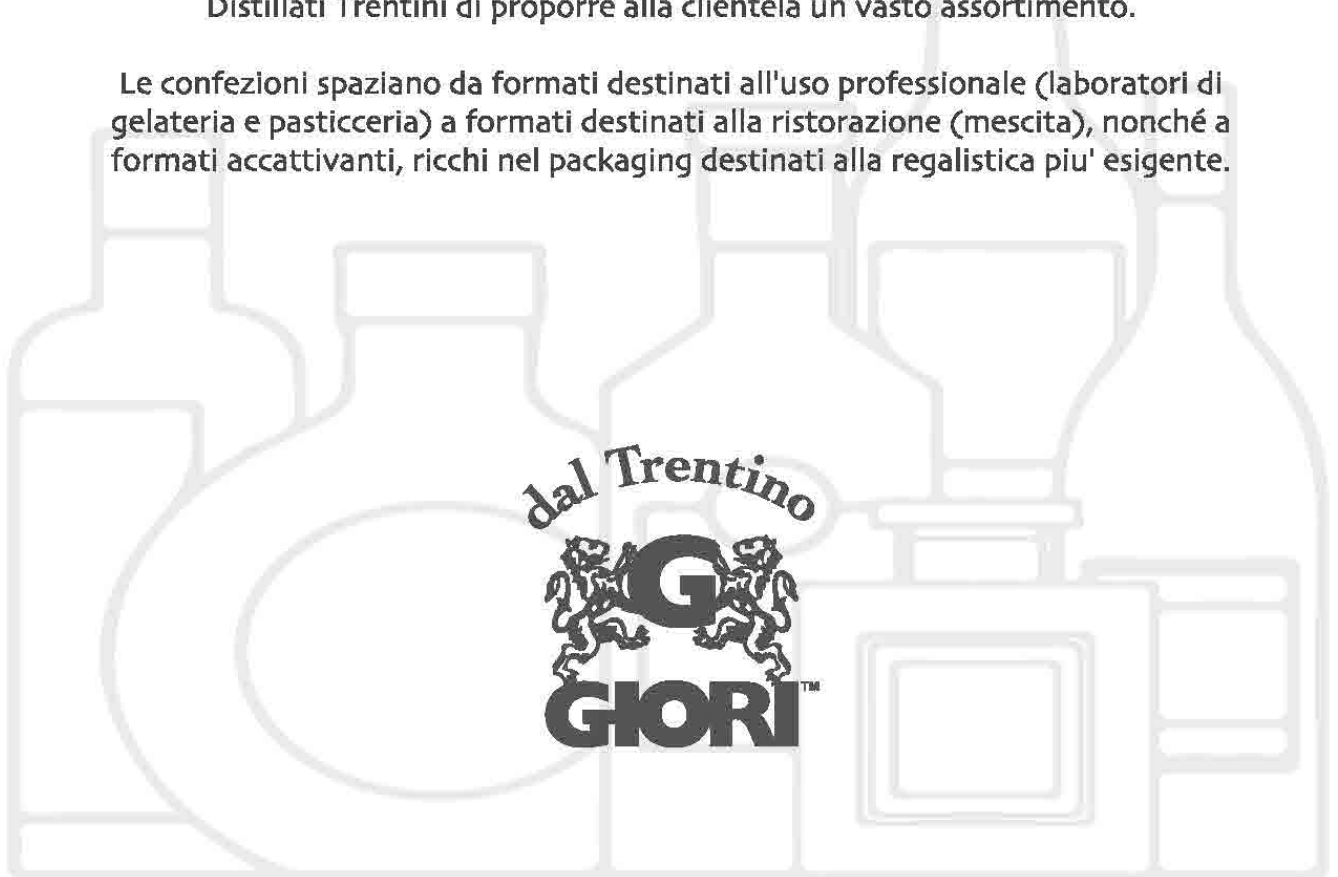 Distillati Trentini di proporre alla clientela un vasto assortimento.
Le confezioni spaziano da formati destinati all'uso professionale (laboratori di
gelateria e pasticceria) a formati destinati alla ristorazione (mescita), nonché a
formati accattivanti, ricchi nel packaging destinati alla regalistica piu' esigente.
dal Trentino
G
GIORI™